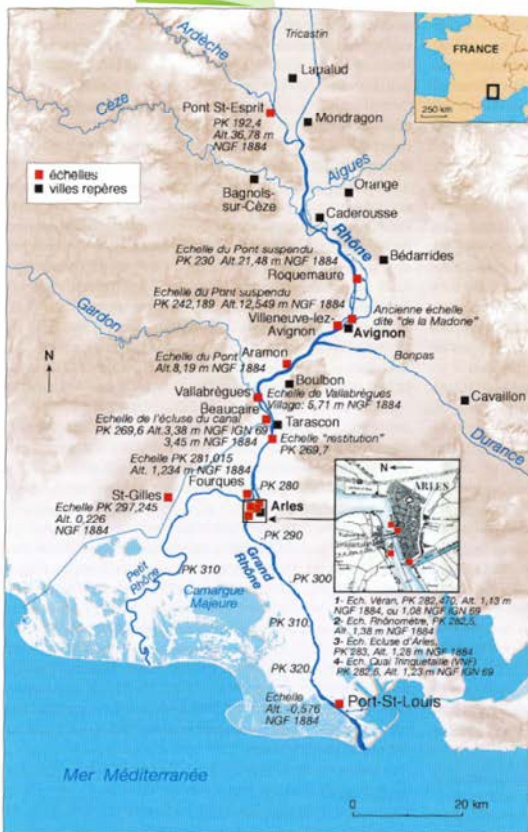 Ardèche
Tricastin
Lapalud
FRANCE
250 km
Pont St-Esprit
PK 192,4
Alt.36,78 m
NGF 1884
Mondragon
Cèze
échelles
villes repères
Bagnols-
sur-Cèze
Aigues
Orange
Caderousse
Rhône
Bédarrides
Echelle du Pont suspendu
PK 230 Alt.21,48 m NGF 1884
Roquemaure
Echelle du Pont suspendu
PK 242,189 Alt.12,549 m NGF 1884
Villeneuve-lez-
Avignon
Ancienne échelle
dite "de la Madone"
Avignon
Gardon
N
Echelle du Pont
Alt.8,19 m NGF 1884
Aramon
Bonpas
Boulbon
Vallabrègues
Echelle de Vallabrègues
Village: 5,71 m NGF 1884
Cavaillon
Durance
Beaucaire
Echelle de l'écluse du canal
PK 269,6 Alt.3,38 m NGF IGN 69
3,45 m NGF 1884
Tarascon
Echelle "restitution"
PK 269,7
Echelle PK 281,015
Alt. 1,234 m NGF 1884
Fourques
PK 280
St-Gilles
Echelle PK 297,245
Alt. 0,226
NGF 1884
Arles
N
ARLES
PK 290
Petit
Rhône
PK 310
Grand
Rhône
PK 300
Camargue
Majeure
PK 310
PK 320
1- Ech. Véran, PK 282,470, Alt. 1,13 m
NGF 1884, ou 1,08 NGF IGN 69
2- Ech. Rhônomètre, PK 282,5,
Alt. 1,38 m NGF 1884
3- Ech. Ecluse d'Arles,
PK 283, Alt. 1,28 m NGF 1884
4- Ech. Quai Trinquetaille (VNF)
PK 282,6, Alt. 1,23 m NGF IGN 69
Echelle
Alt. -0,576
NGF 1884
Port-St-Louis
Mer Méditerranée
0 20 km